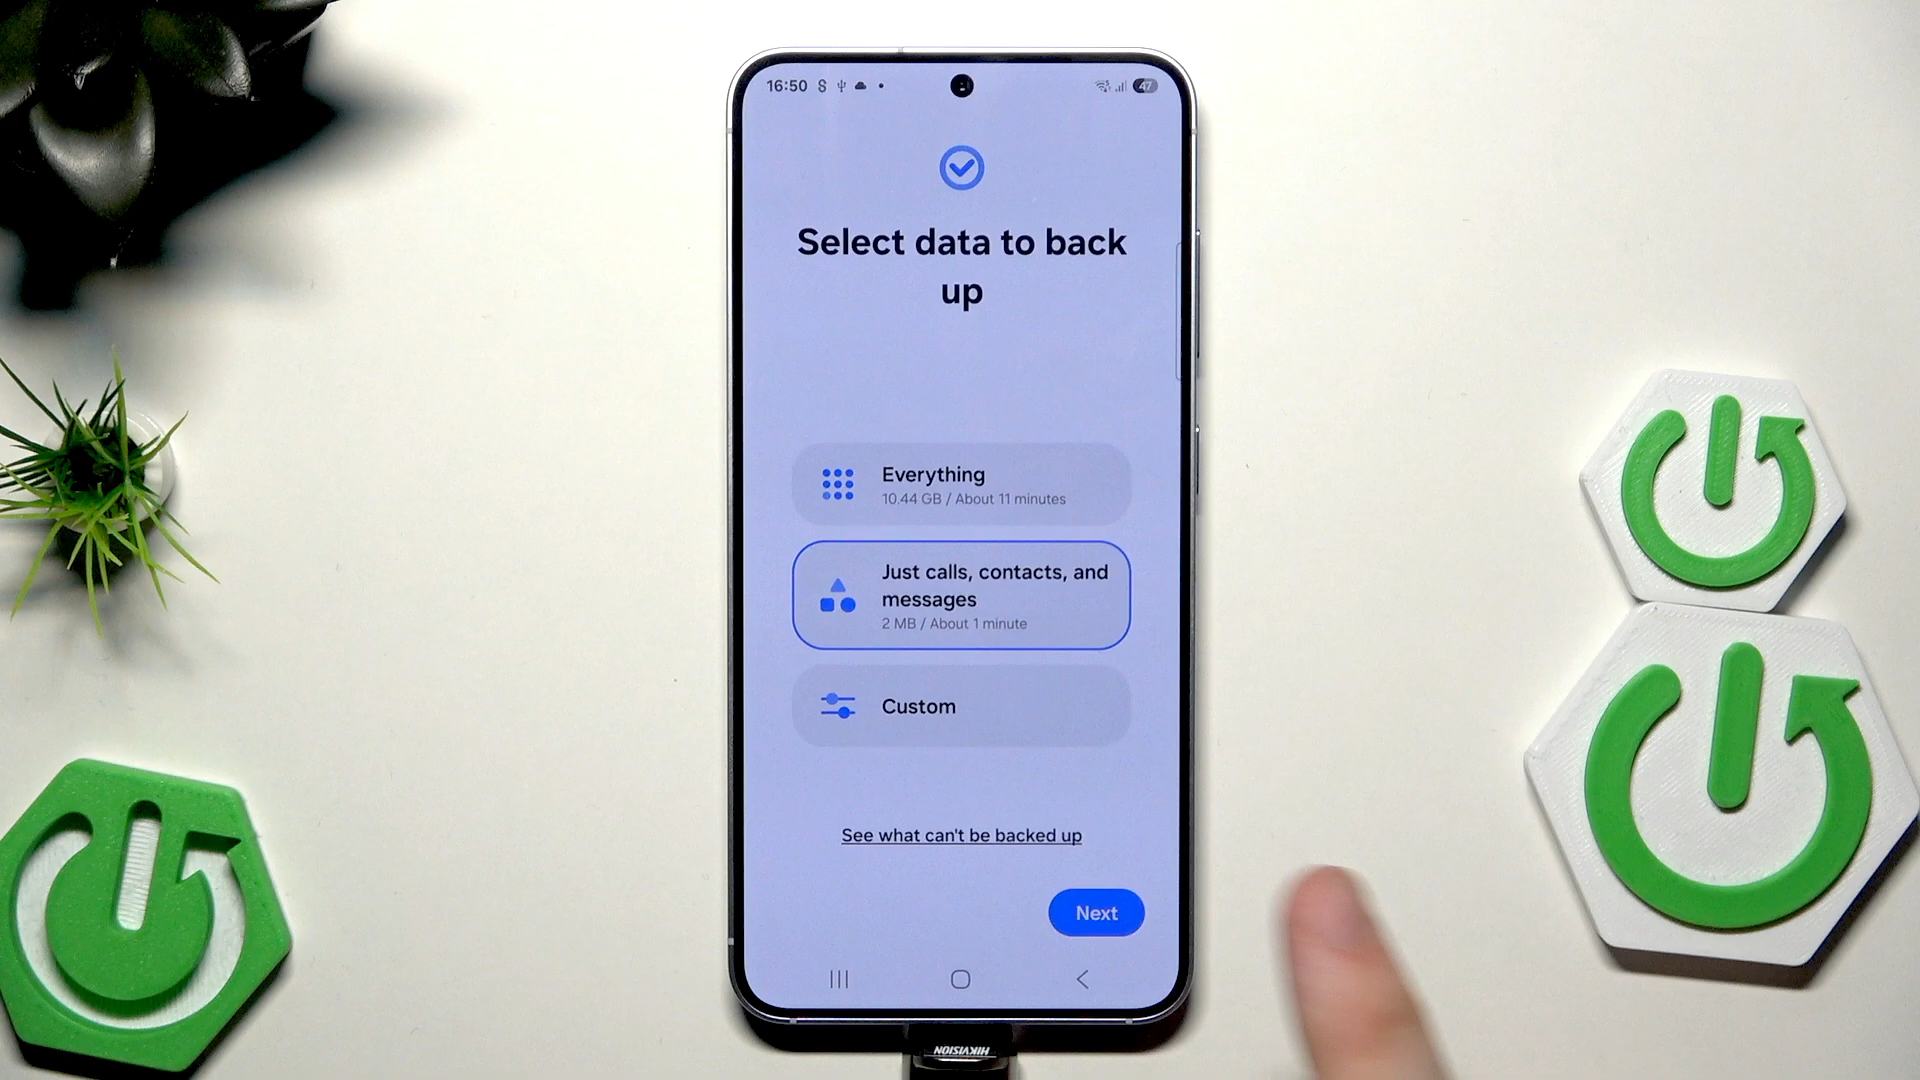 16:50
47
Select data to back
up
Everything
10.44 GB / About 11 minutes
Just calls, contacts, and
messages
2 MB / About 1 minute
Custom
See what can't be backed up
Next
HIKVISION